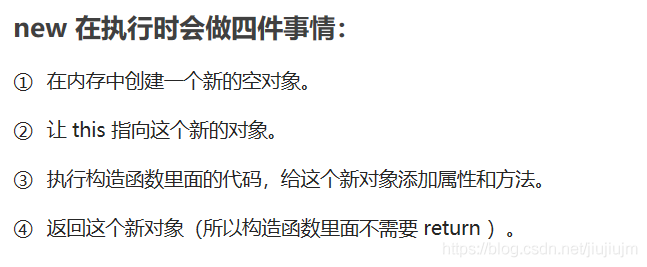 new 在执行时会做四件事情：
① 在内存中创建一个新的空对象。
② 让 this 指向这个新的对象。
③ 执行构造函数里面的代码，给这个新对象添加属性和方法。
④ 返回这个新对象（所以构造函数里面不需要 return ）。
https://blog.csdn.net/jiujiujm